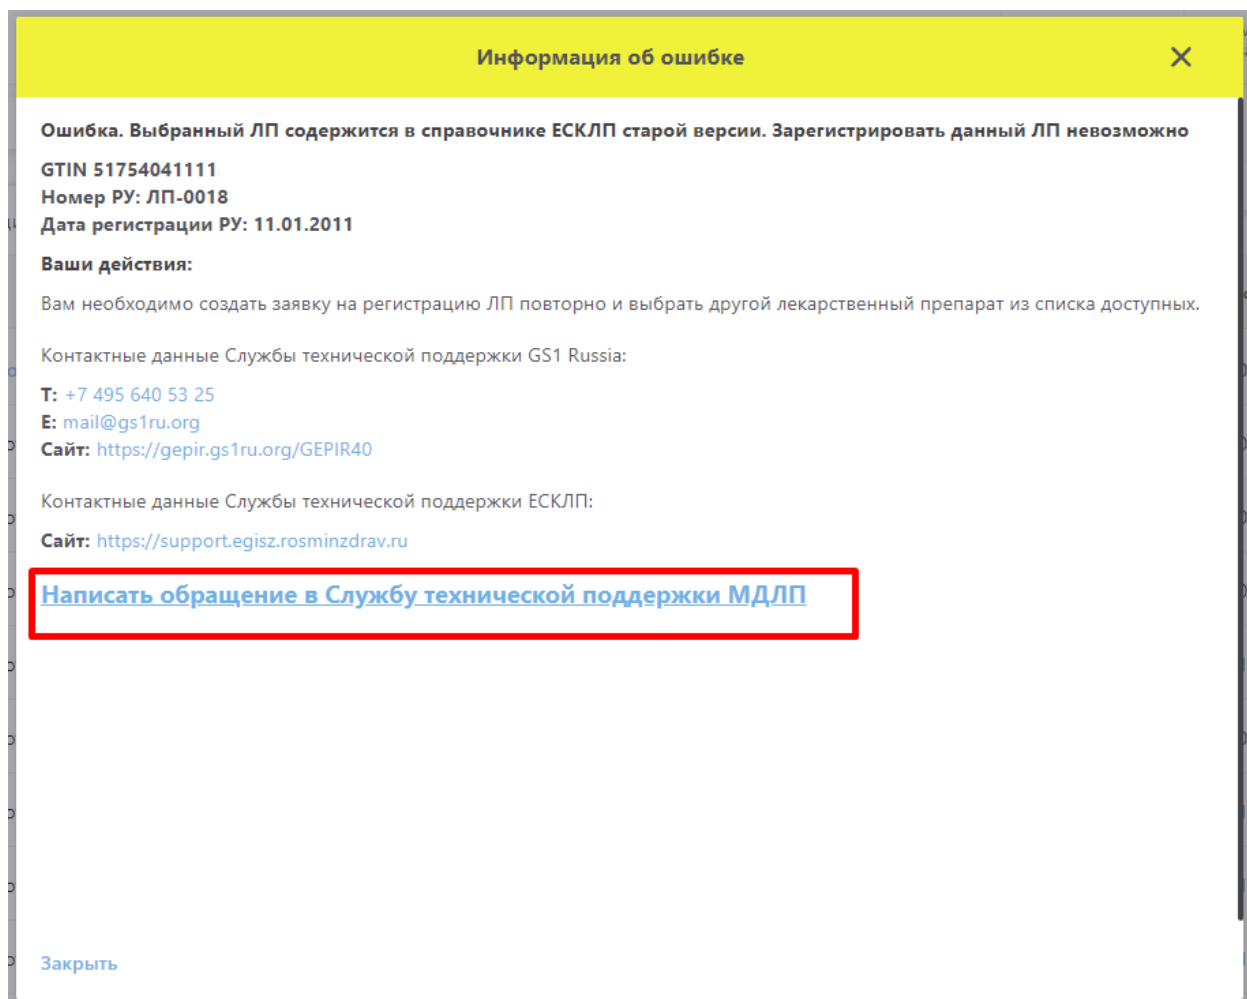 Информация об ошибке
Ошибка. Выбранный ЛП содержится в справочнике ЕСКЛП старой версии. Зарегистрировать данный ЛП невозможно
GTIN 51754041111
Номер РУ: ЛП-0018
Дата регистрации РУ: 11.01.2011
Ваши действия:
Вам необходимо создать заявку на регистрацию ЛП повторно и выбрать другой лекарственный препарат из списка доступных.
Контактные данные Службы технической поддержки GS1 Russia:
T: +7 495 640 53 25
E: mail@gs1ru.org
Сайт: https://gepir.gs1ru.org/GEPIR40
Контактные данные Службы технической поддержки ЕСКЛП:
Сайт: https://support.egisz.rosminzdrav.ru
Написать обращение в Службу технической поддержки МДЛП
Закрыть